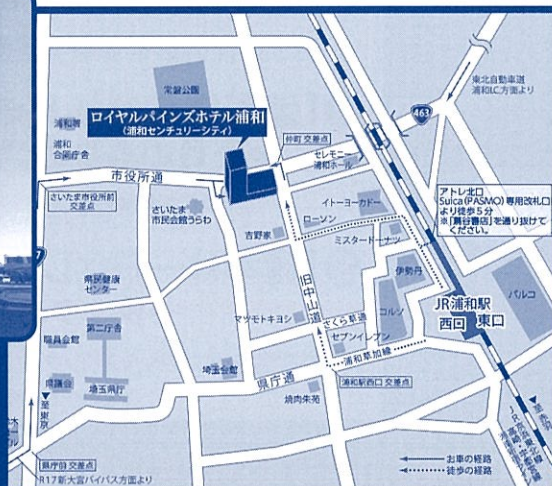 常盤公園
ロイヤルパインズホテル浦和
(浦和センチュリーシティ)
東北自動車道
浦和I.C.方面より
463
浦和
合同庁舎
仲町 交差点
セレモニー
浦和ホール
市役所通
さいたま市役所前
交差点
さいたま
市民会館うらわ
イトーヨーカドー
ローソン
吉野家
ミスタードーナツ
アトレ北口
Suica(PASMO)専用改札口
より徒歩5分
※「蔦谷書店」を通り抜けて
ください。
伊勢丹
県民健康
センター
旧中山道
コルソ
JR浦和駅
西口 東口
パルコ
マツモトキヨシ
さくら草通
セブンイレブン
浦和草加線
第二庁舎
職員会館
県議会
埼玉県庁
埼玉会館
県庁通
浦和駅西口 交差点
焼肉朱苑
至東京
県庁前 交差点
R17新大宮バイパス方面より
お車の経路
徒歩の経路